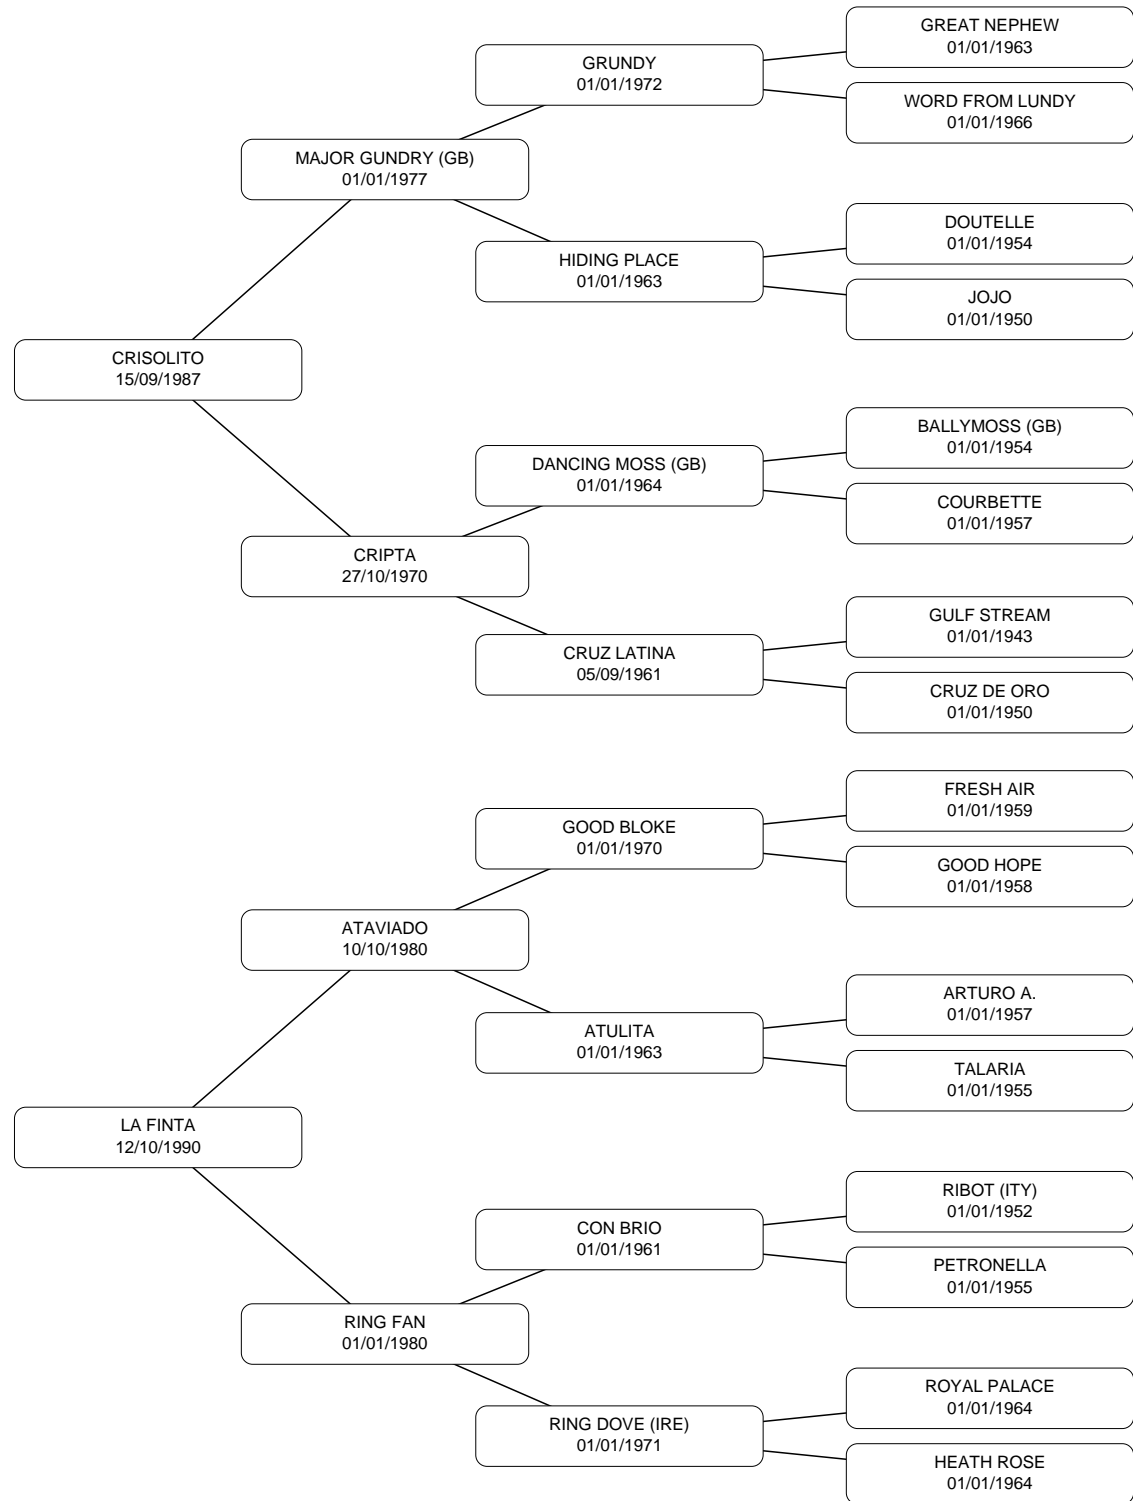 GREAT NEPHEW
01/01/1963
GRUNDY
01/01/1972
WORD FROM LUNDY
01/01/1966
MAJOR GUNDRY (GB)
01/01/1977
DOUTELLE
01/01/1954
HIDING PLACE
01/01/1963
JOJO
01/01/1950
CRISOLITO
15/09/1987
BALLYMOSS (GB)
01/01/1954
DANCING MOSS (GB)
01/01/1964
COURBETTE
01/01/1957
CRIPTA
27/10/1970
GULF STREAM
01/01/1943
CRUZ LATINA
05/09/1961
CRUZ DE ORO
01/01/1950
FRESH AIR
01/01/1959
GOOD BLOKE
01/01/1970
GOOD HOPE
01/01/1958
ATAVIADO
10/10/1980
ARTURO A.
01/01/1957
ATULITA
01/01/1963
TALARIA
01/01/1955
LA FINTA
12/10/1990
RIBOT (ITY)
01/01/1952
CON BRIO
01/01/1961
PETRONELLA
01/01/1955
RING FAN
01/01/1980
ROYAL PALACE
01/01/1964
RING DOVE (IRE)
01/01/1971
HEATH ROSE
01/01/1964